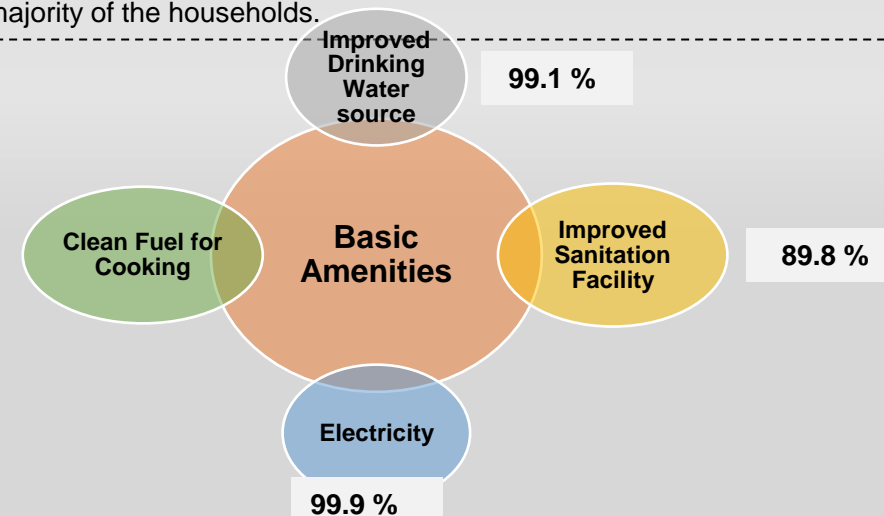 majority of the households.
Improved
Drinking
Water
source
99.1 %
Clean Fuel for
Cooking
Basic
Amenities
Improved
Sanitation
Facility
89.8 %
Electricity
99.9 %